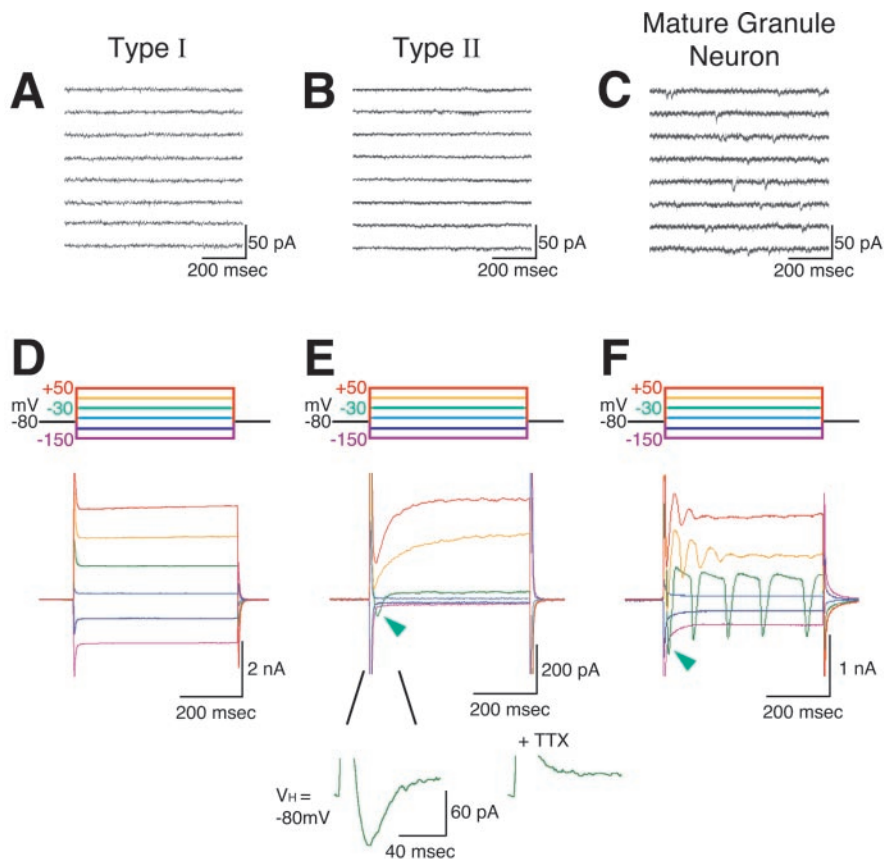 Type I
Type II
Mature Granule
Neuron
A
B
C
50 pA
200 msec
50 pA
200 msec
50 pA
200 msec
D
E
F
+50
mV -30
-80
-150
+50
mV -30
-80
-150
+50
mV -30
-80
-150
2 nA
200 msec
200 pA
200 msec
1 nA
200 msec
+ TTX
VH =
-80mV
60 pA
40 msec